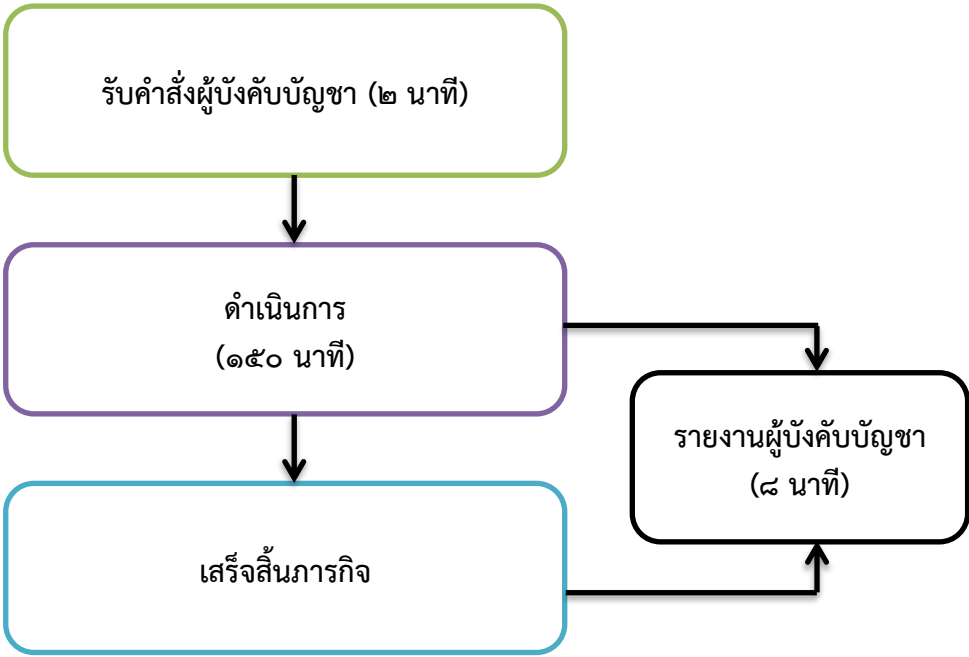 รับคำสั่งผู้บังคับบัญชา (๒ นาที)
ดำเนินการ
(๑๕๐ นาที)
รายงานผู้บังคับบัญชา
(๘ นาที)
เสร็จสิ้นภารกิจ